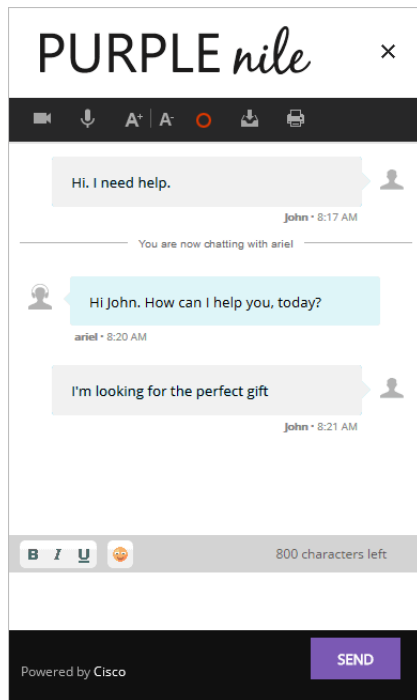 PURPLE nile
A+ A-
Hi. I need help.
John • 8:17 AM
You are now chatting with ariel
Hi John. How can I help you, today?
ariel • 8:20 AM
I'm looking for the perfect gift
John • 8:21 AM
B I U 800 characters left
Powered by Cisco
SEND